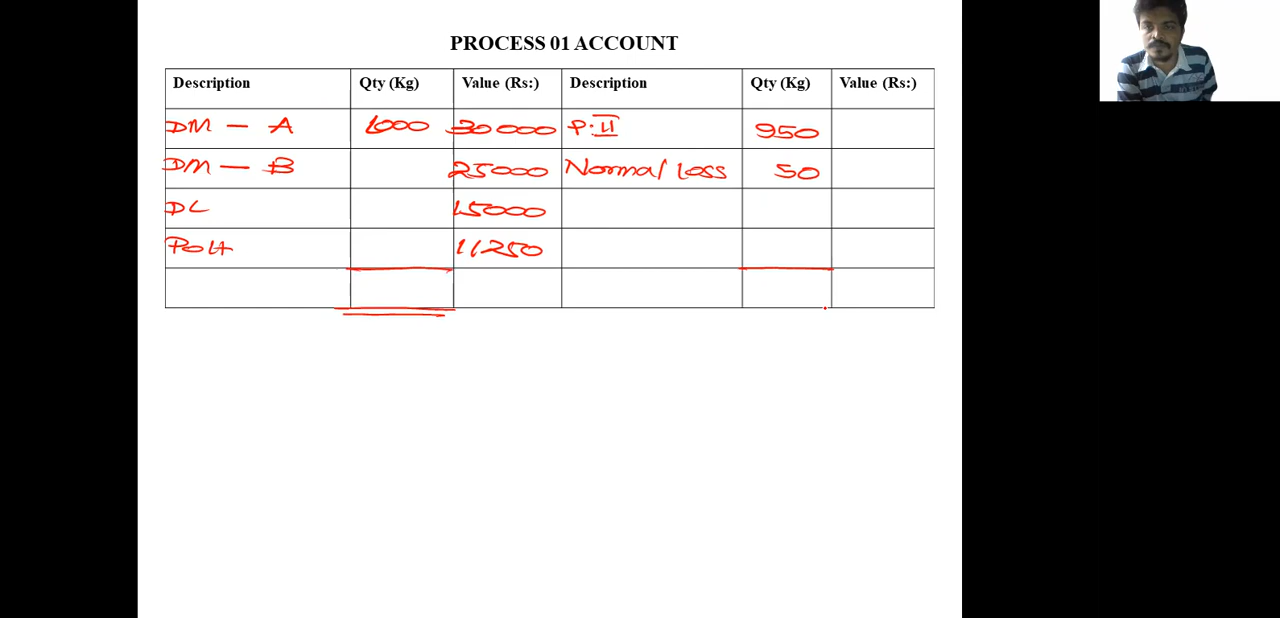 PROCESS 01 ACCOUNT
Description Qty (Kg) Value (Rs:) Description Qty (Kg) Value (Rs:)
DM - A 1000 30000 P.II 950
DM - B 25000 Normal Loss 50
DL 15000
POH 11250